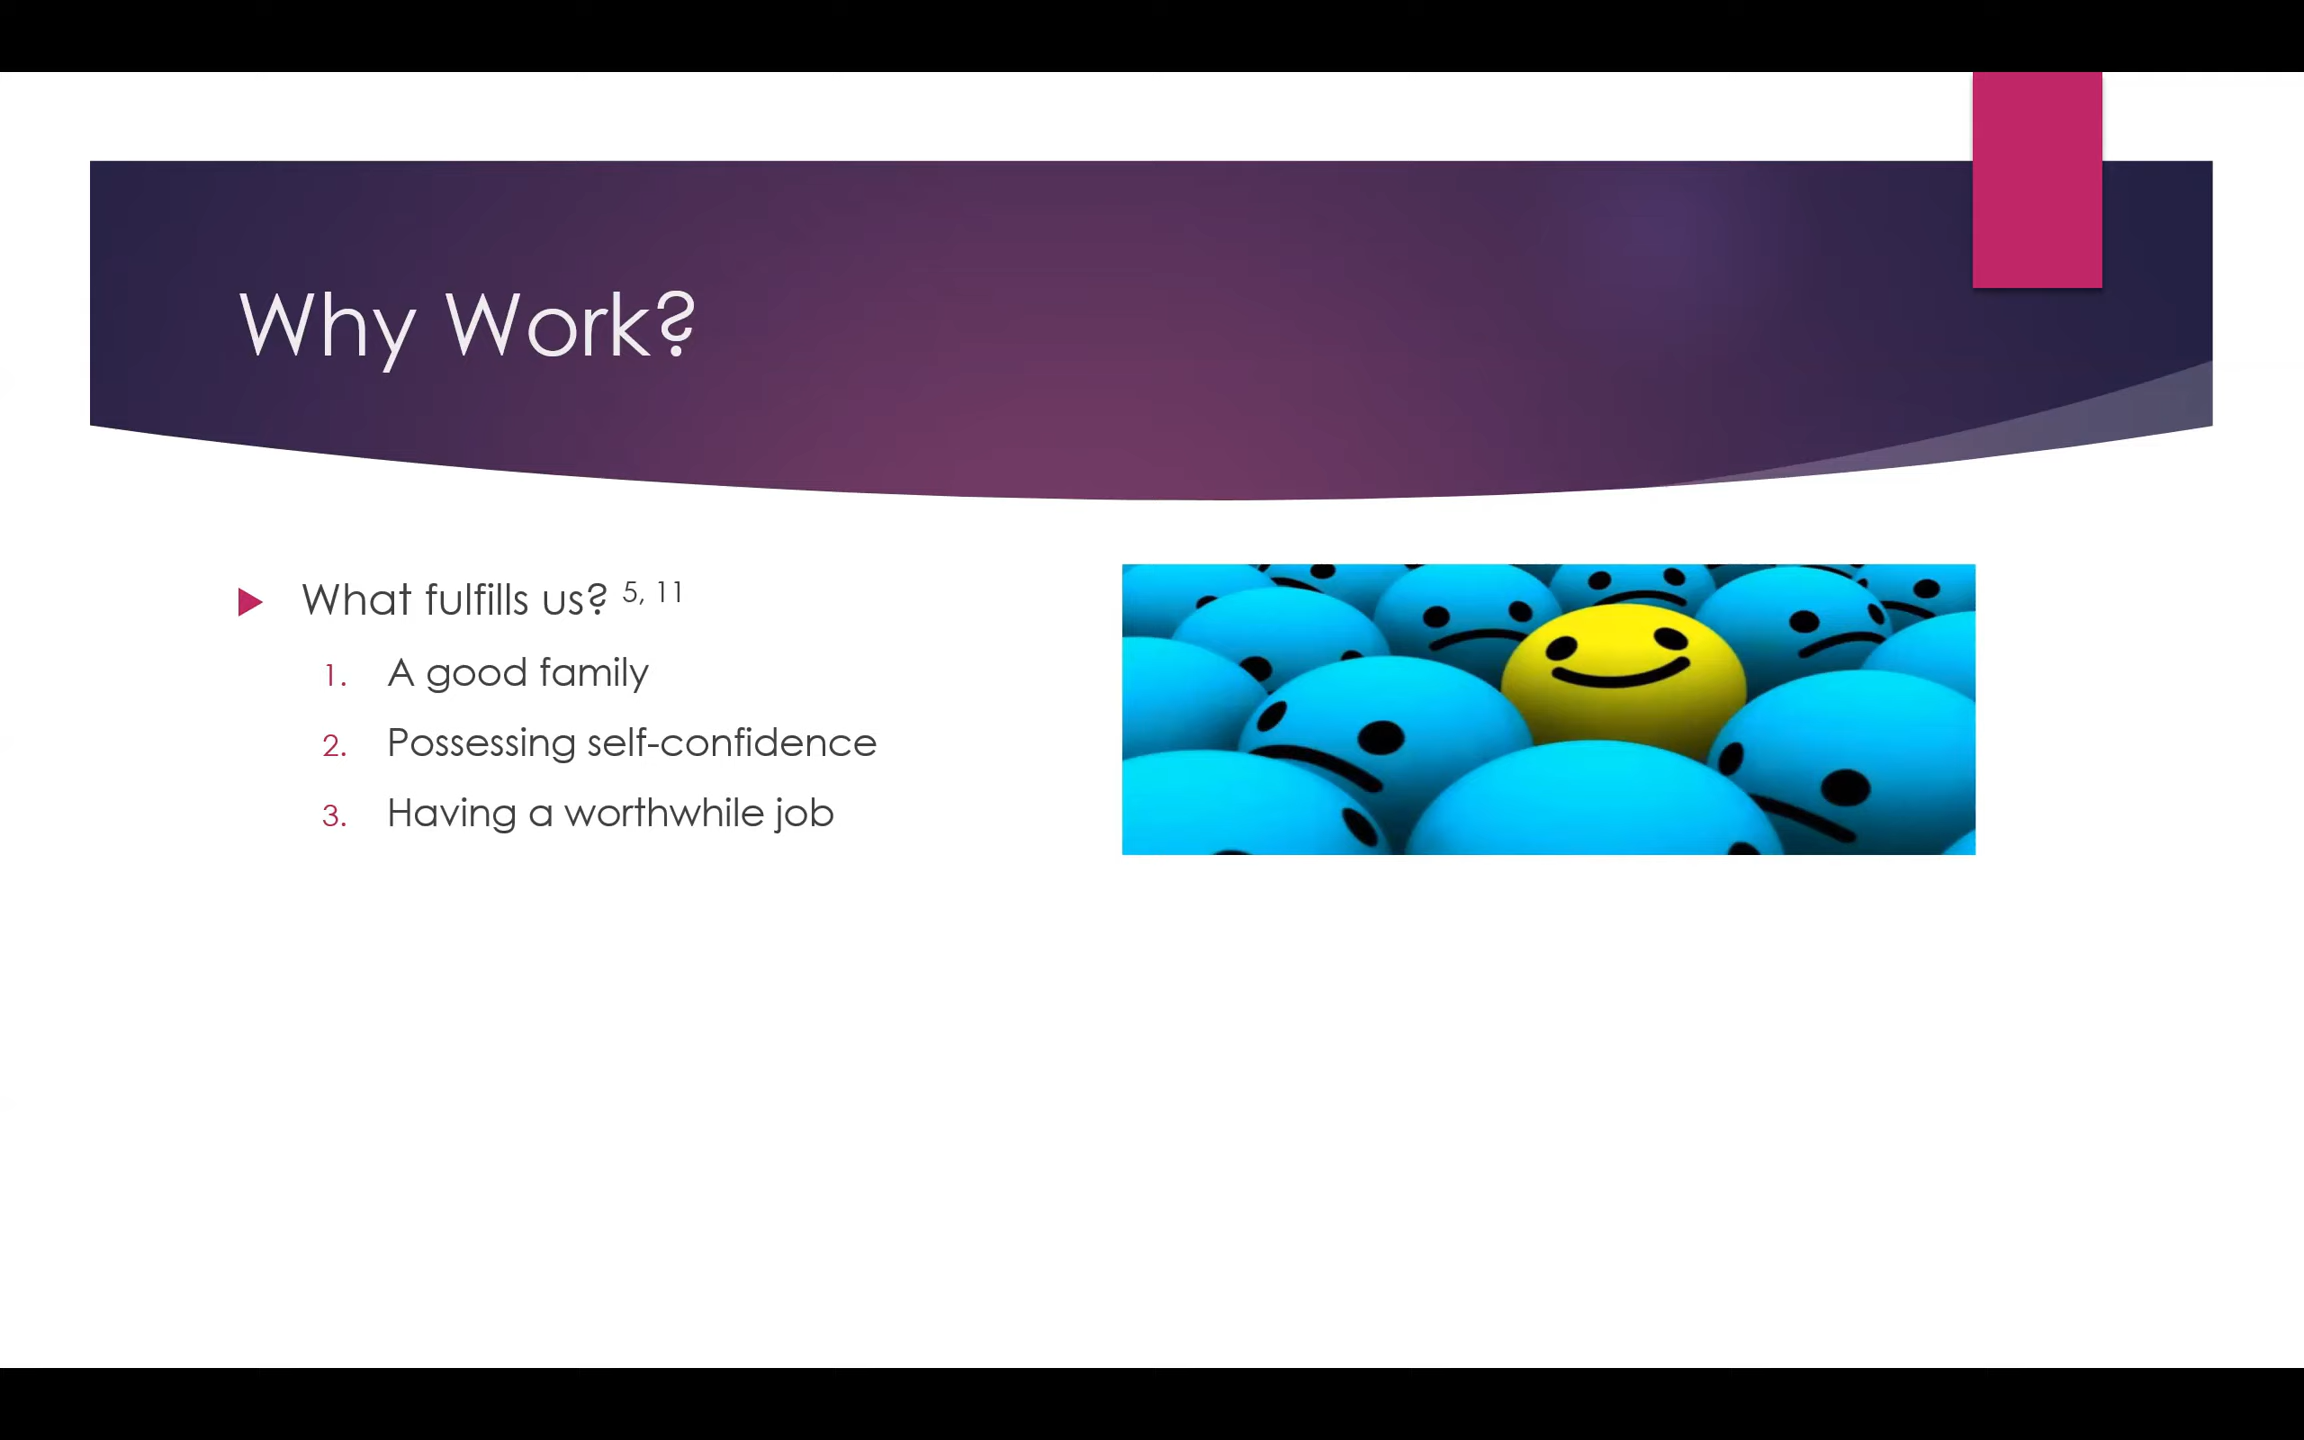 Why Work?
What fulfills us? 5, 11
1. A good family
2. Possessing self-confidence
3. Having a worthwhile job